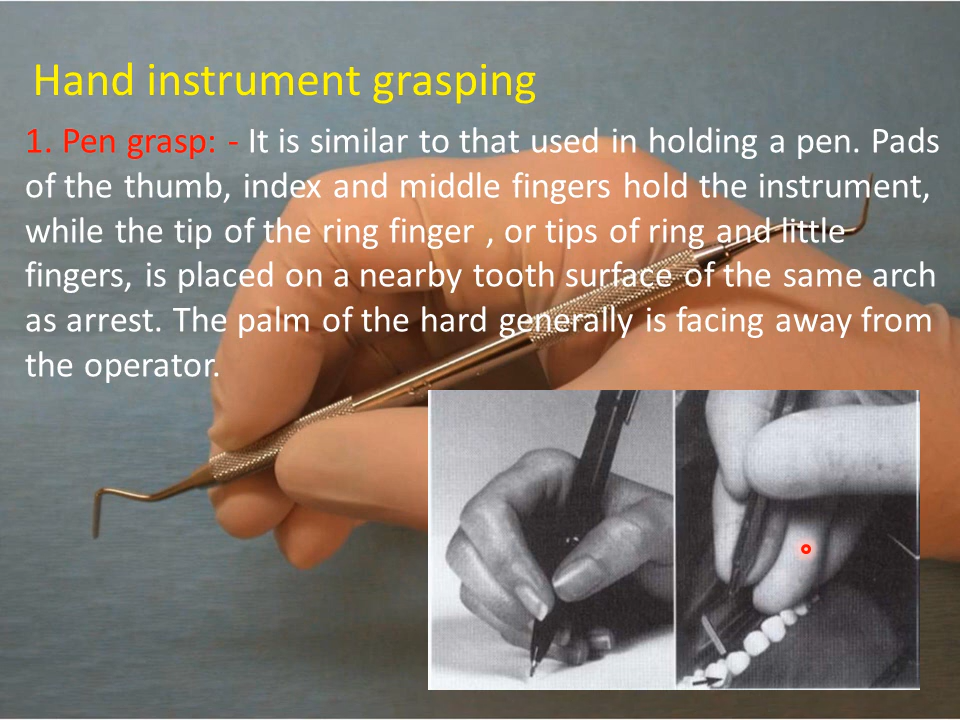 Hand instrument grasping
1. Pen grasp: - It is similar to that used in holding a pen. Pads
of the thumb, index and middle fingers hold the instrument,
while the tip of the ring finger , or tips of ring and little
fingers, is placed on a nearby tooth surface of the same arch
as arrest. The palm of the hard generally is facing away from
the operator.